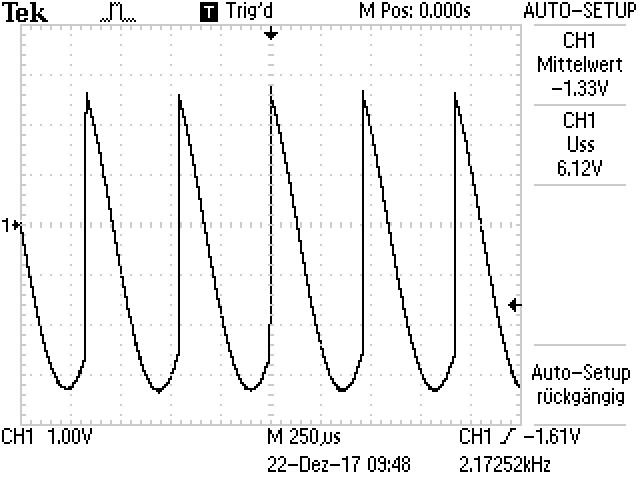 Tek T Trig'd M Pos: 0.000s AUTO-SETUP
CH1
Mittelwert
-1.33V
CH1
Uss
6.12V
1
Auto-Setup
rückgängig
CH1 1.00V M 250µs CH1 -1.61V
22-Dez-17 09:48 2.17252kHz